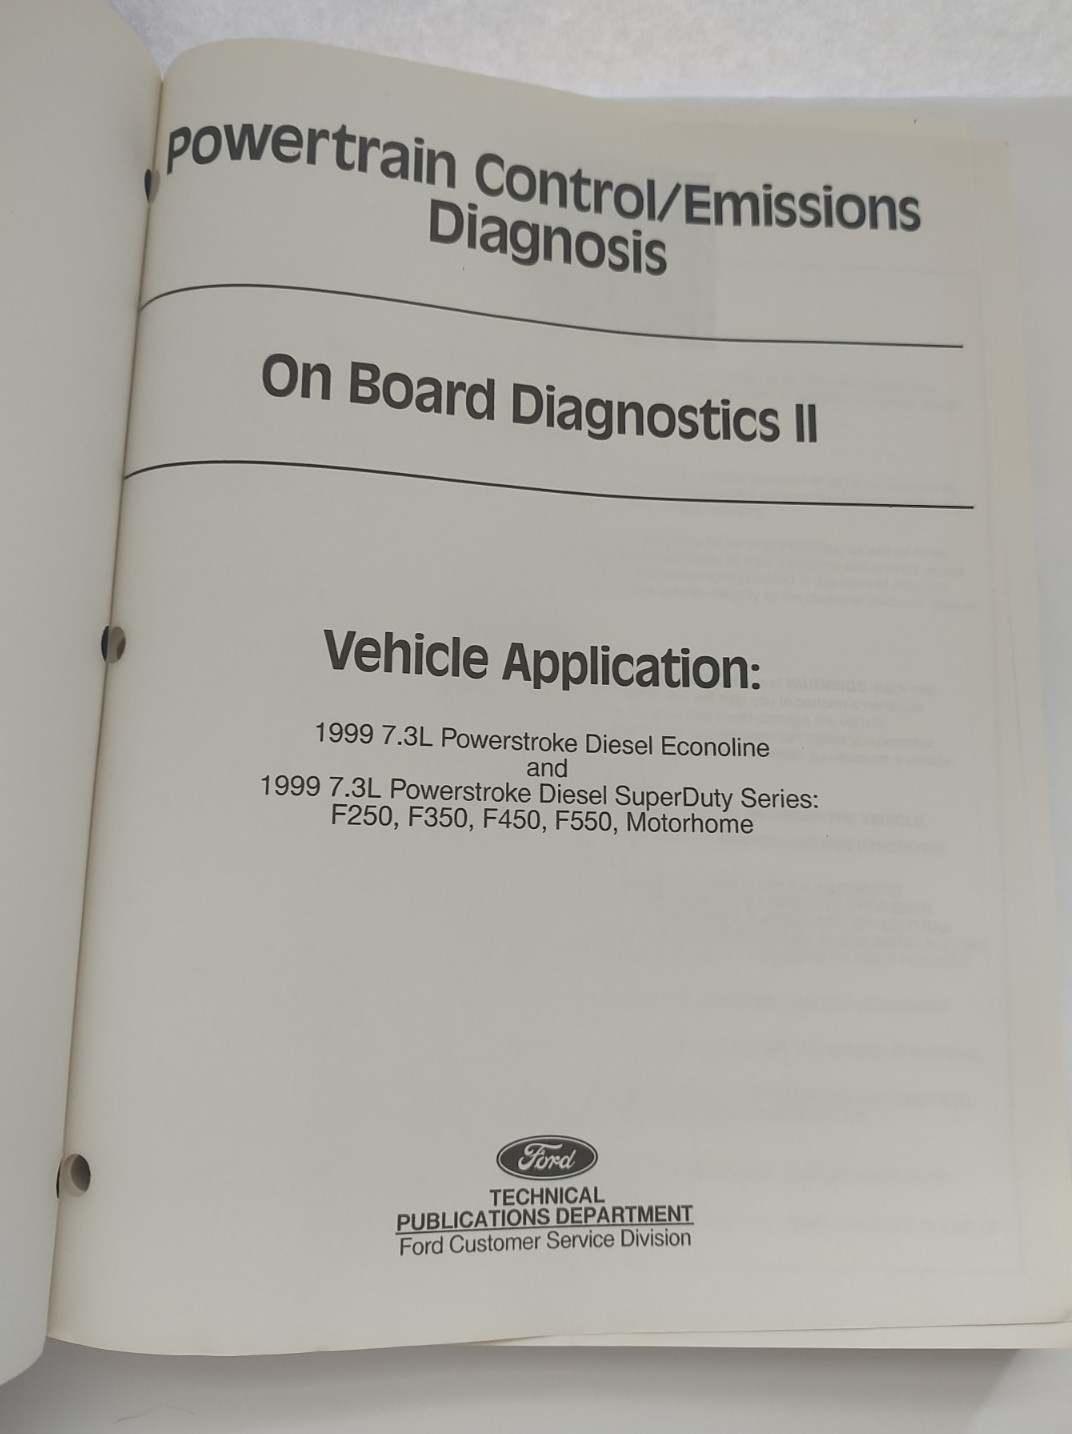 Powertrain Control/Emissions
Diagnosis
On Board Diagnostics II
Vehicle Application:
1999 7.3L Powerstroke Diesel Econoline
and
1999 7.3L Powerstroke Diesel SuperDuty Series:
F250, F350, F450, F550, Motorhome
Ford
TECHNICAL
PUBLICATIONS DEPARTMENT
Ford Customer Service Division